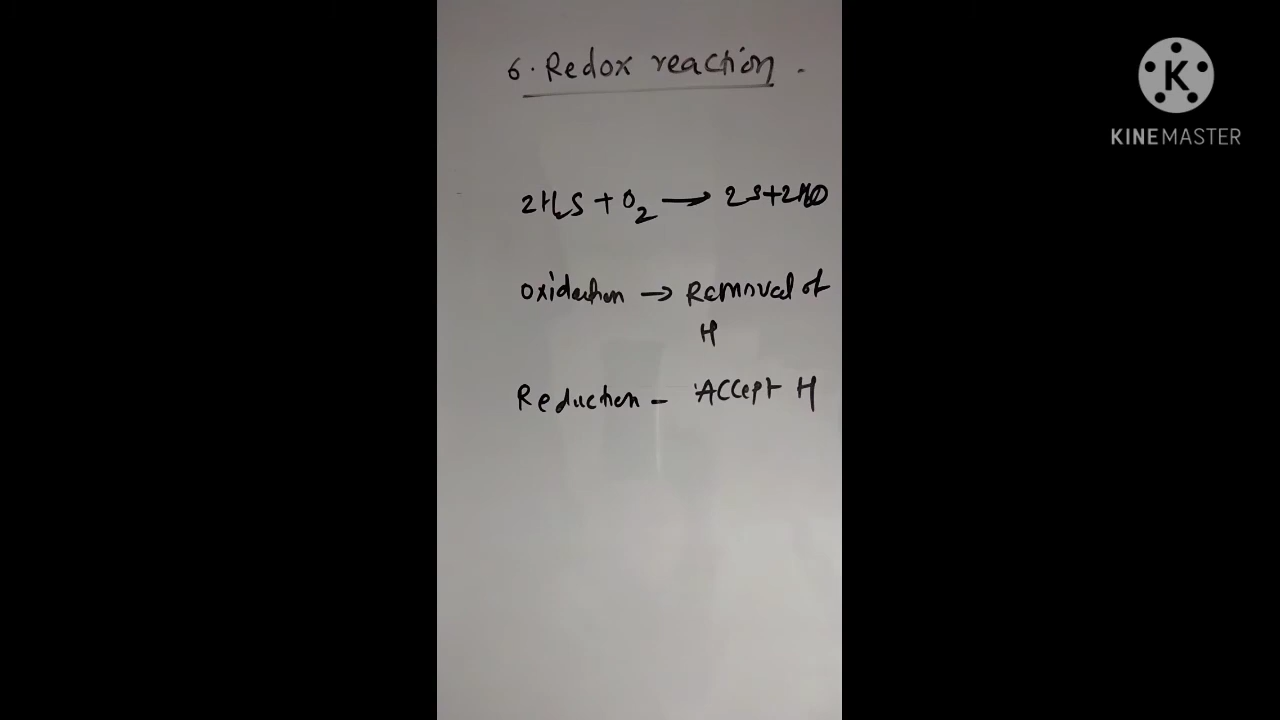 6. Redox reaction.
2H₂S + O₂ → 2S+2H₂O
Oxidation → Removal of
H
Reduction – Accept H
K
KINEMASTER